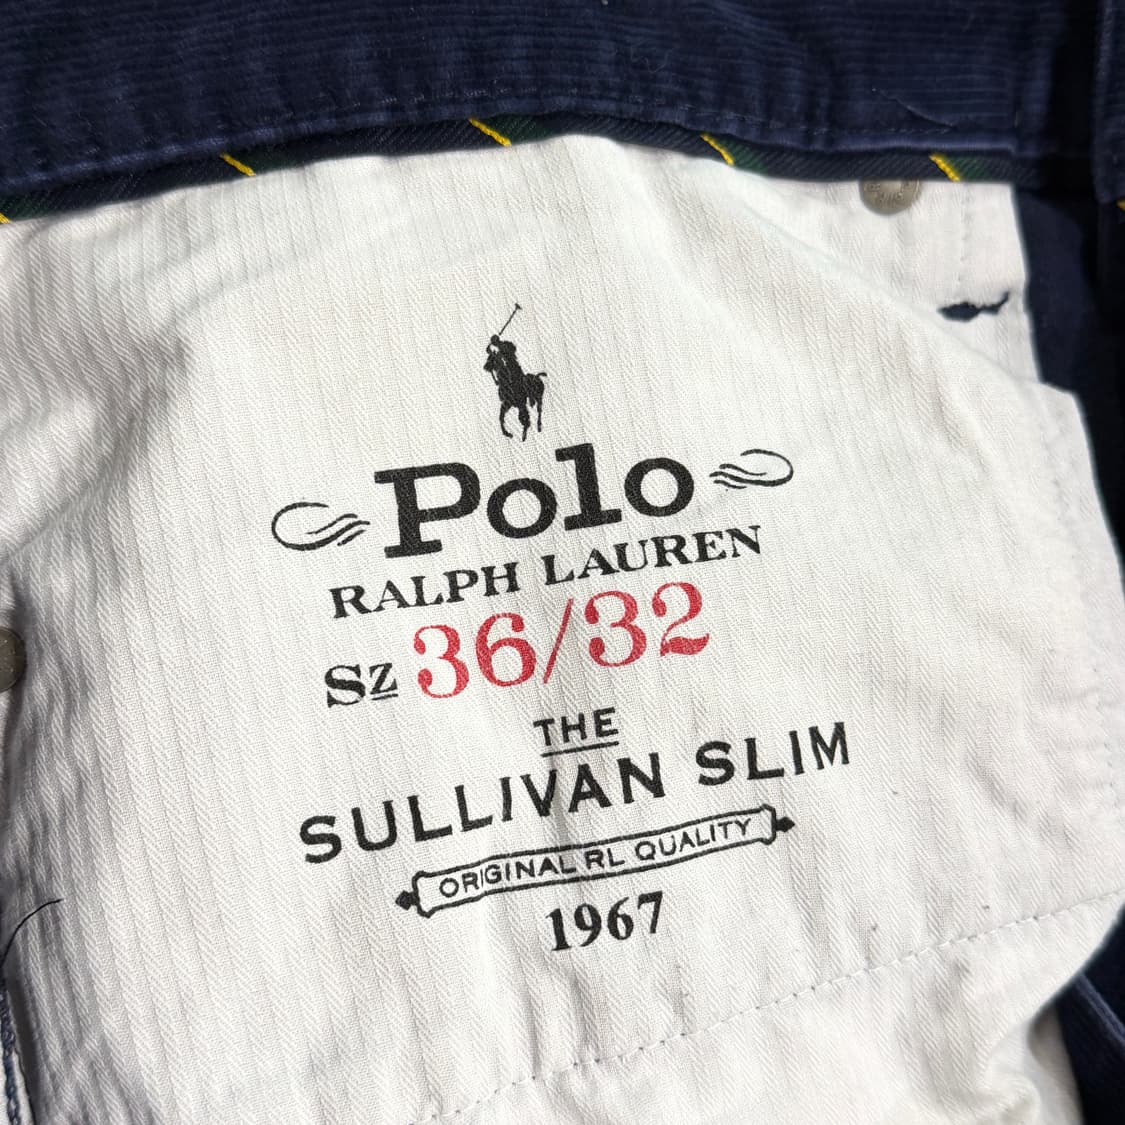 Polo
RALPH LAUREN
Sz 36/32
THE
SULLIVAN SLIM
ORIGINAL RL QUALITY
1967